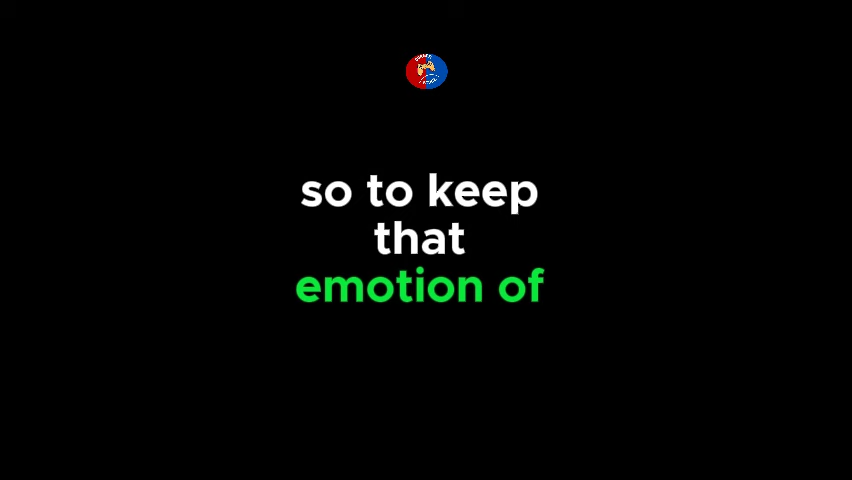 so to keep
that
emotion of